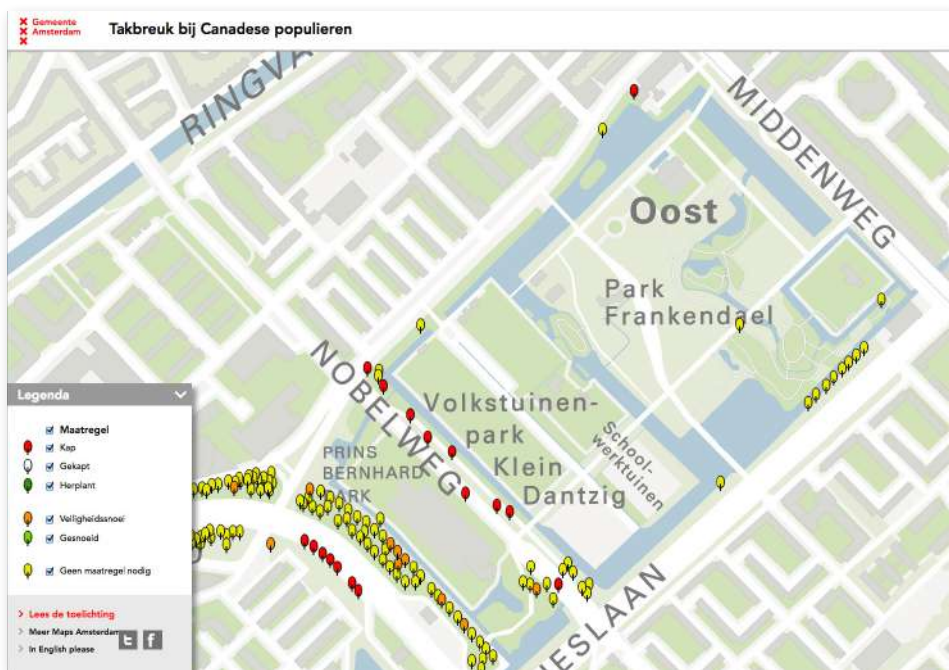 Gemeente
Amsterdam
Takbreuk bij Canadese populieren
RINGVA
MIDDENWEG
Oost
Park
Frankendael
NOBELWEG
Volkstuinen-
park
Klein
Dantzig
School-
werktuinen
PRINS
BERNHARD
ARK
ESLAAN
Legenda
Maatregel
Kap
Gekapt
Herplant
Veiligheidssnoei
Gesnoeid
Geen maatregel nodig
> Lees de toelichting
> Meer Maps Amsterdam
> In English please
t f